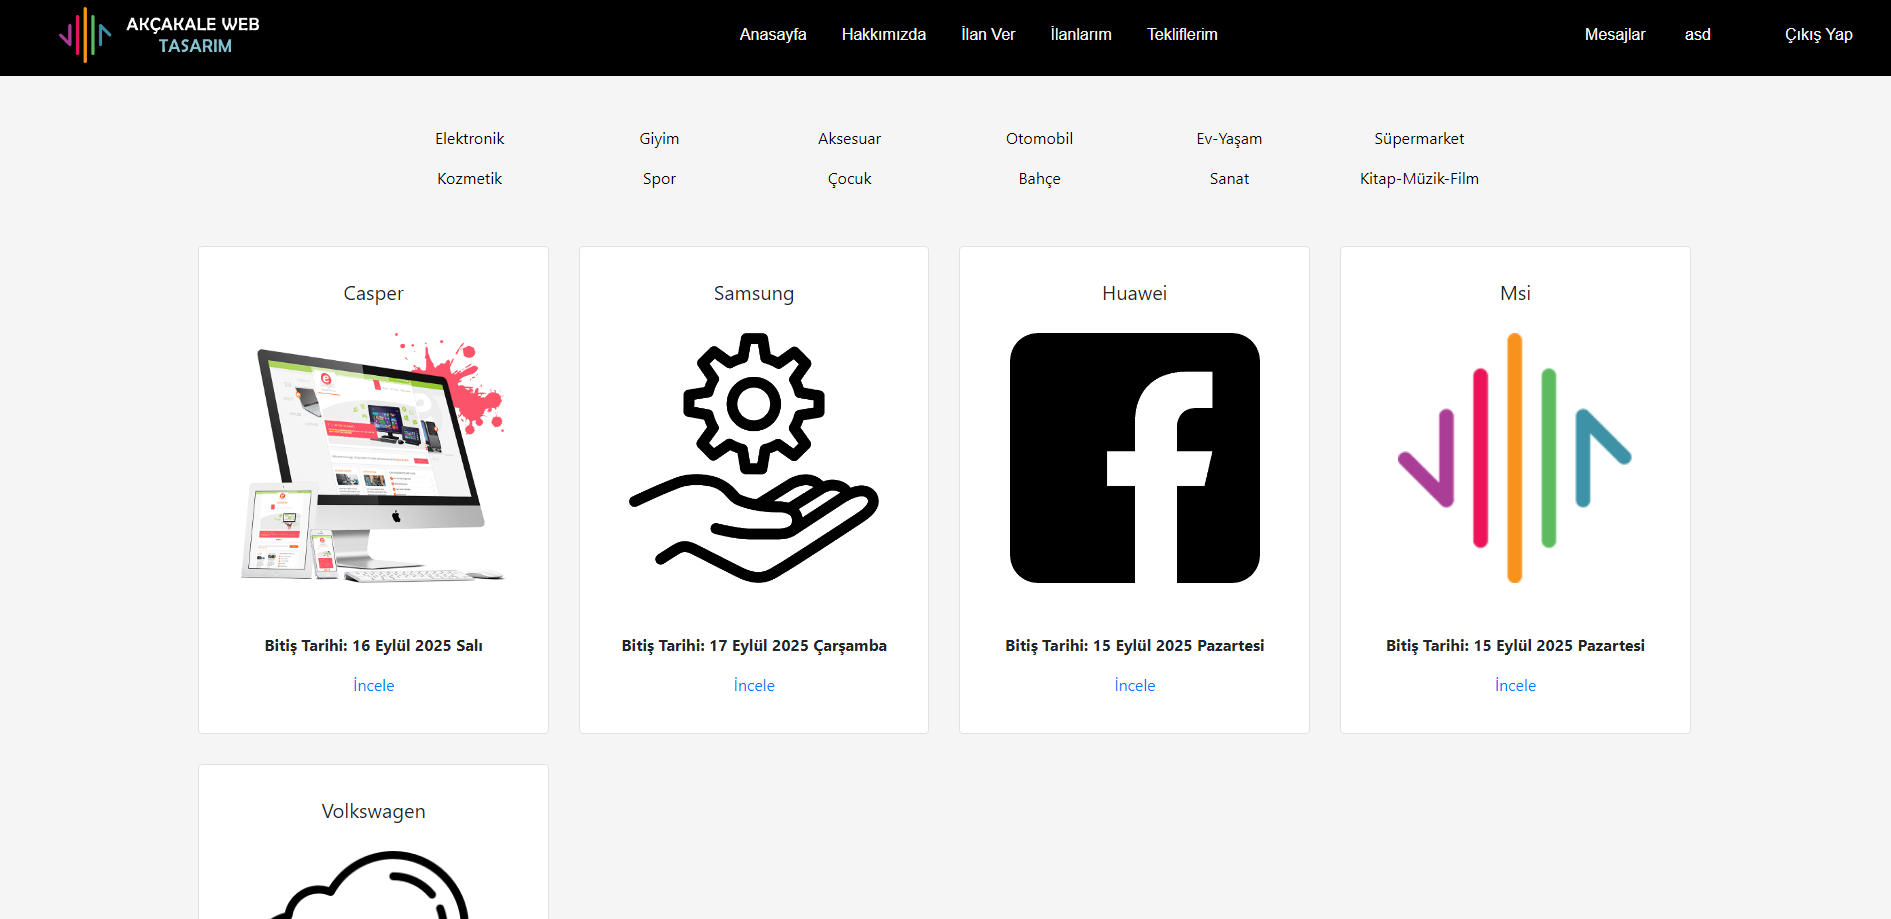 AKÇAKALE WEB
TASARIM
Anasayfa Hakkımızda İlan Ver İlanlarım Tekliflerim
Mesajlar asd Çıkış Yap
Elektronik Giyim Aksesuar Otomobil Ev-Yaşam Süpermarket
Kozmetik Spor Çocuk Bahçe Sanat Kitap-Müzik-Film
Casper Samsung Huawei Msi
Bitiş Tarihi: 16 Eylül 2025 Salı Bitiş Tarihi: 17 Eylül 2025 Çarşamba Bitiş Tarihi: 15 Eylül 2025 Pazartesi Bitiş Tarihi: 15 Eylül 2025 Pazartesi
İncele İncele İncele İncele
Volkswagen